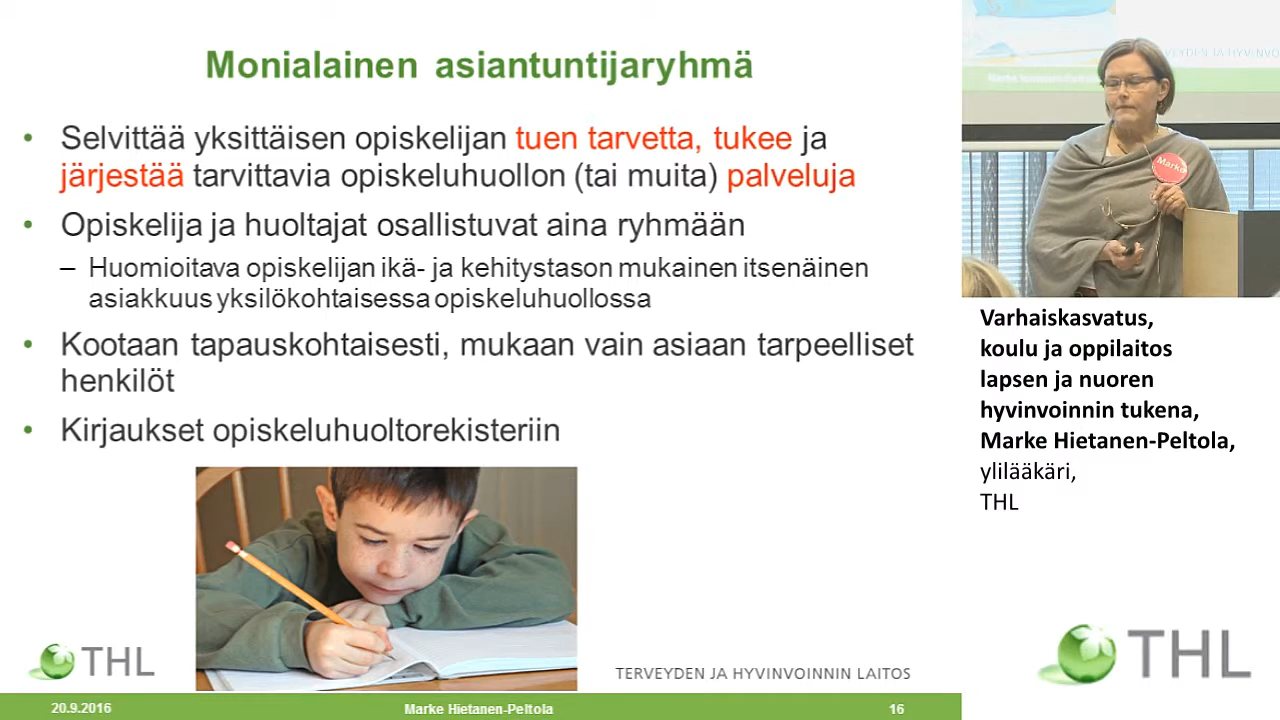 Monialainen asiantuntijaryhmä
• Selvittää yksittäisen opiskelijan tuen tarvetta, tukee ja
järjestää tarvittavia opiskeluhuollon (tai muita) palveluja
• Opiskelija ja huoltajat osallistuvat aina ryhmään
– Huomioitava opiskelijan ikä- ja kehitystason mukainen itsenäinen
asiakkuus yksilökohtaisessa opiskeluhuollossa
• Kootaan tapauskohtaisesti, mukaan vain asiaan tarpeelliset
henkilöt
• Kirjaukset opiskeluhuoltorekisteriin
THL
TERVEYDEN JA HYVINVOINNIN LAITOS
20.9.2016
Marke Hietanen-Peltola
16
Marke
Varhaiskasvatus,
koulu ja oppilaitos
lapsen ja nuoren
hyvinvoinnin tukena,
Marke Hietanen-Peltola,
ylilääkäri,
THL
THL